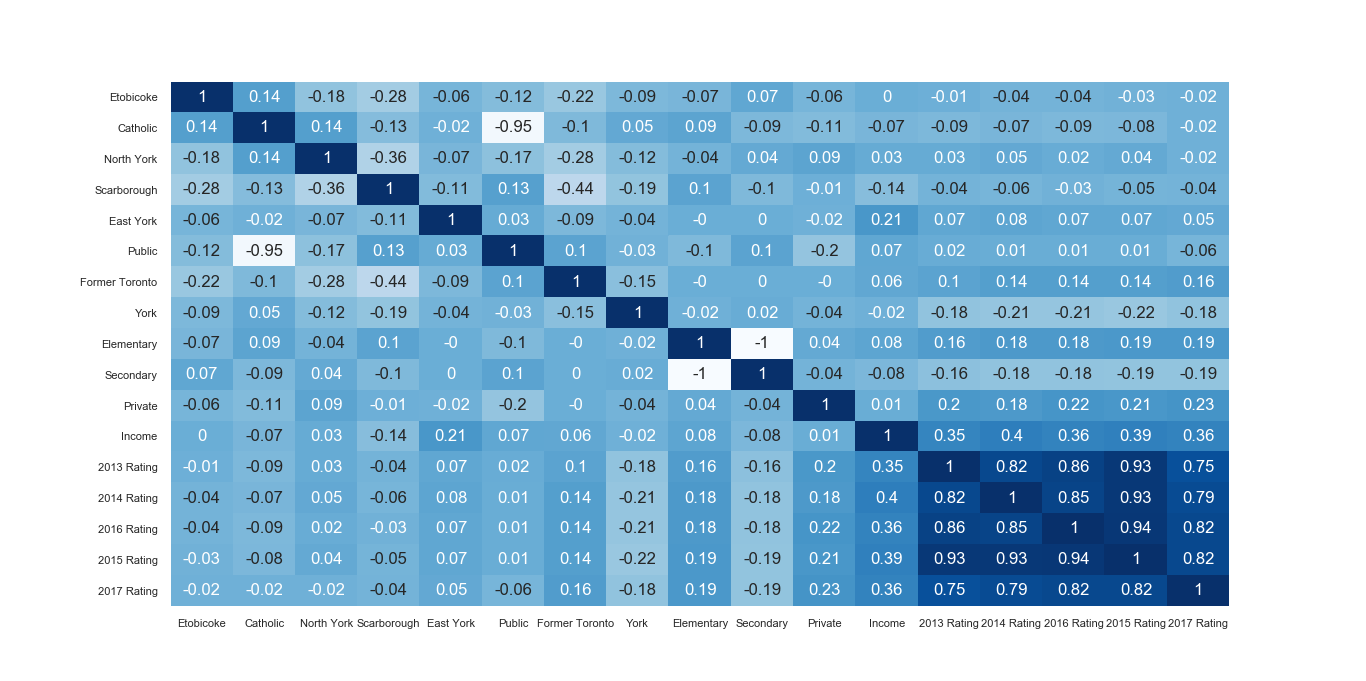 Etobicoke 1 0.14 -0.18 -0.28 -0.06 -0.12 -0.22 -0.09 -0.07 0.07 -0.06 0 -0.01 -0.04 -0.04 -0.03 -0.02
Catholic 0.14 1 0.14 -0.13 -0.02 -0.95 -0.1 0.05 0.09 -0.09 -0.11 -0.07 -0.09 -0.07 -0.09 -0.08 -0.02
North York -0.18 0.14 1 -0.36 -0.07 -0.17 -0.28 -0.12 -0.04 0.04 0.09 0.03 0.03 0.05 0.02 0.04 -0.02
Scarborough -0.28 -0.13 -0.36 1 -0.11 0.13 -0.44 -0.19 0.1 -0.1 -0.01 -0.14 -0.04 -0.06 -0.03 -0.05 -0.04
East York -0.06 -0.02 -0.07 -0.11 1 0.03 -0.09 -0.04 -0 0 -0.02 0.21 0.07 0.08 0.07 0.07 0.05
Public -0.12 -0.95 -0.17 0.13 0.03 1 0.1 -0.03 -0.1 0.1 -0.2 0.07 0.02 0.01 0.01 0.01 -0.06
Former Toronto -0.22 -0.1 -0.28 -0.44 -0.09 0.1 1 -0.15 -0 0 -0 0.06 0.1 0.14 0.14 0.14 0.16
York -0.09 0.05 -0.12 -0.19 -0.04 -0.03 -0.15 1 -0.02 0.02 -0.04 -0.02 -0.18 -0.21 -0.21 -0.22 -0.18
Elementary -0.07 0.09 -0.04 0.1 -0 -0.1 -0 -0.02 1 -1 0.04 0.08 0.16 0.18 0.18 0.19 0.19
Secondary 0.07 -0.09 0.04 -0.1 0 0.1 0 0.02 -1 1 -0.04 -0.08 -0.16 -0.18 -0.18 -0.19 -0.19
Private -0.06 -0.11 0.09 -0.01 -0.02 -0.2 -0 -0.04 0.04 -0.04 1 0.01 0.2 0.18 0.22 0.21 0.23
Income 0 -0.07 0.03 -0.14 0.21 0.07 0.06 -0.02 0.08 -0.08 0.01 1 0.35 0.4 0.36 0.39 0.36
2013 Rating -0.01 -0.09 0.03 -0.04 0.07 0.02 0.1 -0.18 0.16 -0.16 0.2 0.35 1 0.82 0.86 0.93 0.75
2014 Rating -0.04 -0.07 0.05 -0.06 0.08 0.01 0.14 -0.21 0.18 -0.18 0.18 0.4 0.82 1 0.85 0.93 0.79
2016 Rating -0.04 -0.09 0.02 -0.03 0.07 0.01 0.14 -0.21 0.18 -0.18 0.22 0.36 0.86 0.85 1 0.94 0.82
2015 Rating -0.03 -0.08 0.04 -0.05 0.07 0.01 0.14 -0.22 0.19 -0.19 0.21 0.39 0.93 0.93 0.94 1 0.82
2017 Rating -0.02 -0.02 -0.02 -0.04 0.05 -0.06 0.16 -0.18 0.19 -0.19 0.23 0.36 0.75 0.79 0.82 0.82 1
Etobicoke Catholic North York Scarborough East York Public Former Toronto York Elementary Secondary Private Income 2013 Rating 2014 Rating 2016 Rating 2015 Rating 2017 Rating